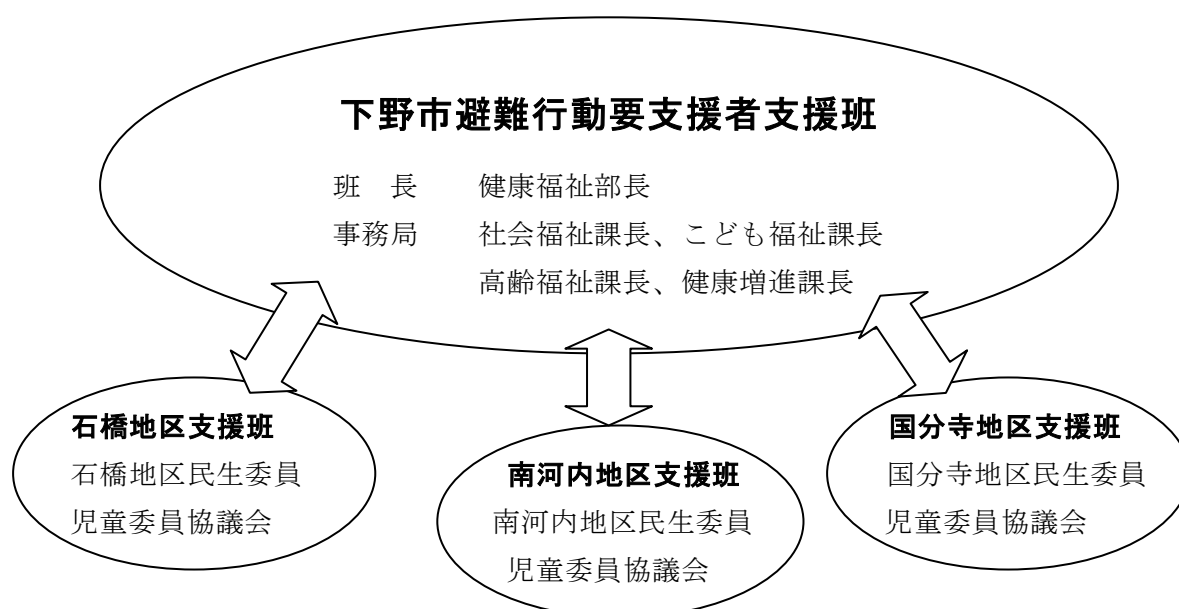 下野市避難行動要支援者支援班
班　長　　健康福祉部長
事務局　　社会福祉課長、こども福祉課長
高齢福祉課長、健康増進課長
石橋地区支援班
石橋地区民生委員
児童委員協議会
南河内地区支援班
南河内地区民生委員
児童委員協議会
国分寺地区支援班
国分寺地区民生委員
児童委員協議会